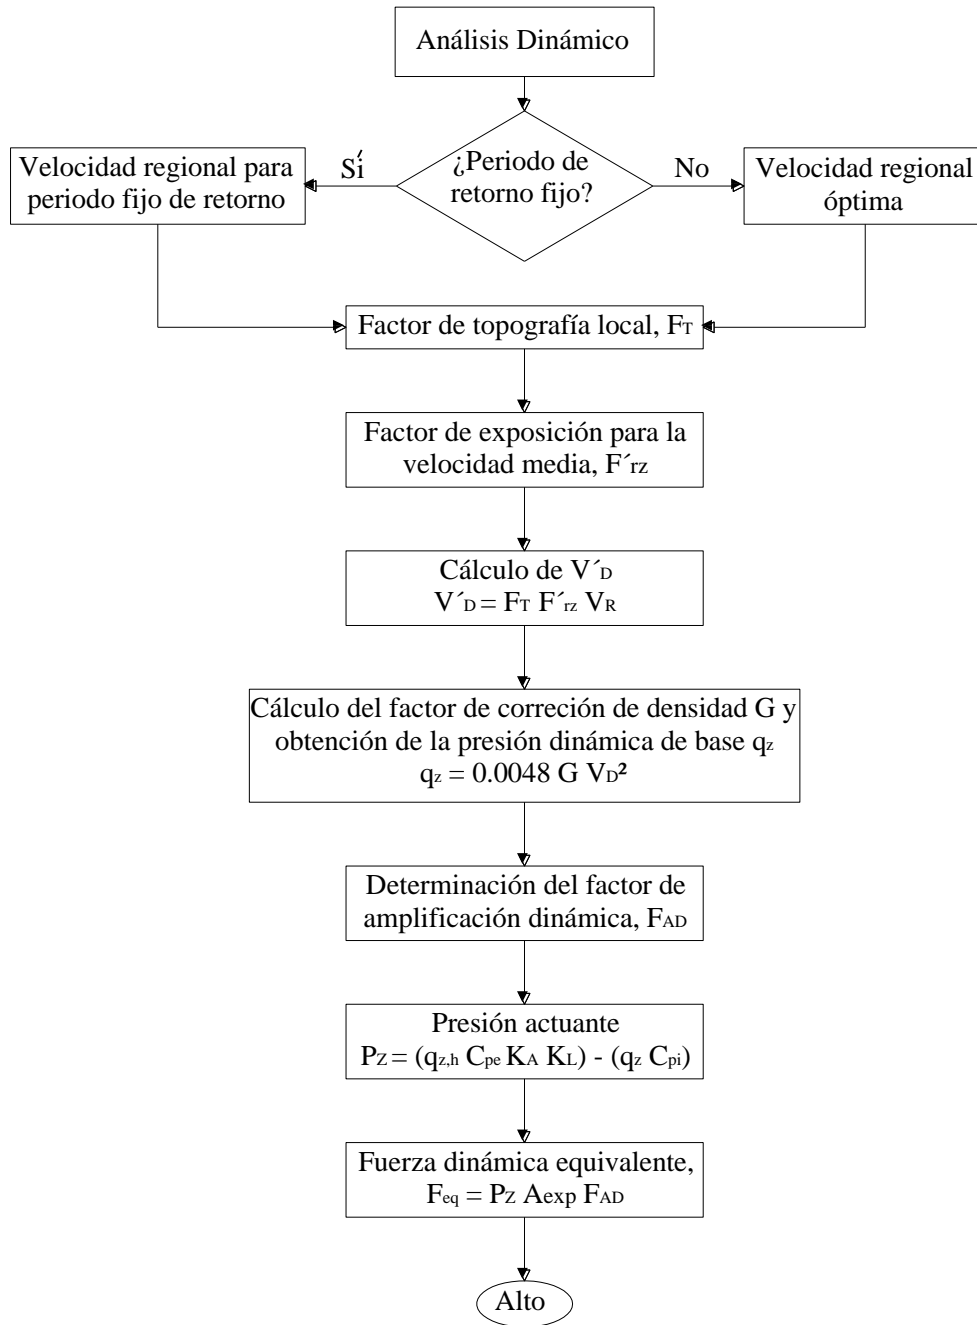 Análisis Dinámico
¿Periodo de
retorno fijo?
Sí
No
Velocidad regional para
periodo fijo de retorno
Velocidad regional
óptima
Factor de topografía local, FT
Factor de exposición para la
velocidad media, F´rz
Cálculo de V´D
V´D = FT F´rz VR
Cálculo del factor de correción de densidad G y
obtención de la presión dinámica de base qz
qz = 0.0048 G VD²
Determinación del factor de
amplificación dinámica, FAD
Presión actuante
PZ = (qz,h Cpe KA KL) - (qz Cpi)
Fuerza dinámica equivalente,
Feq = PZ Aexp FAD
Alto